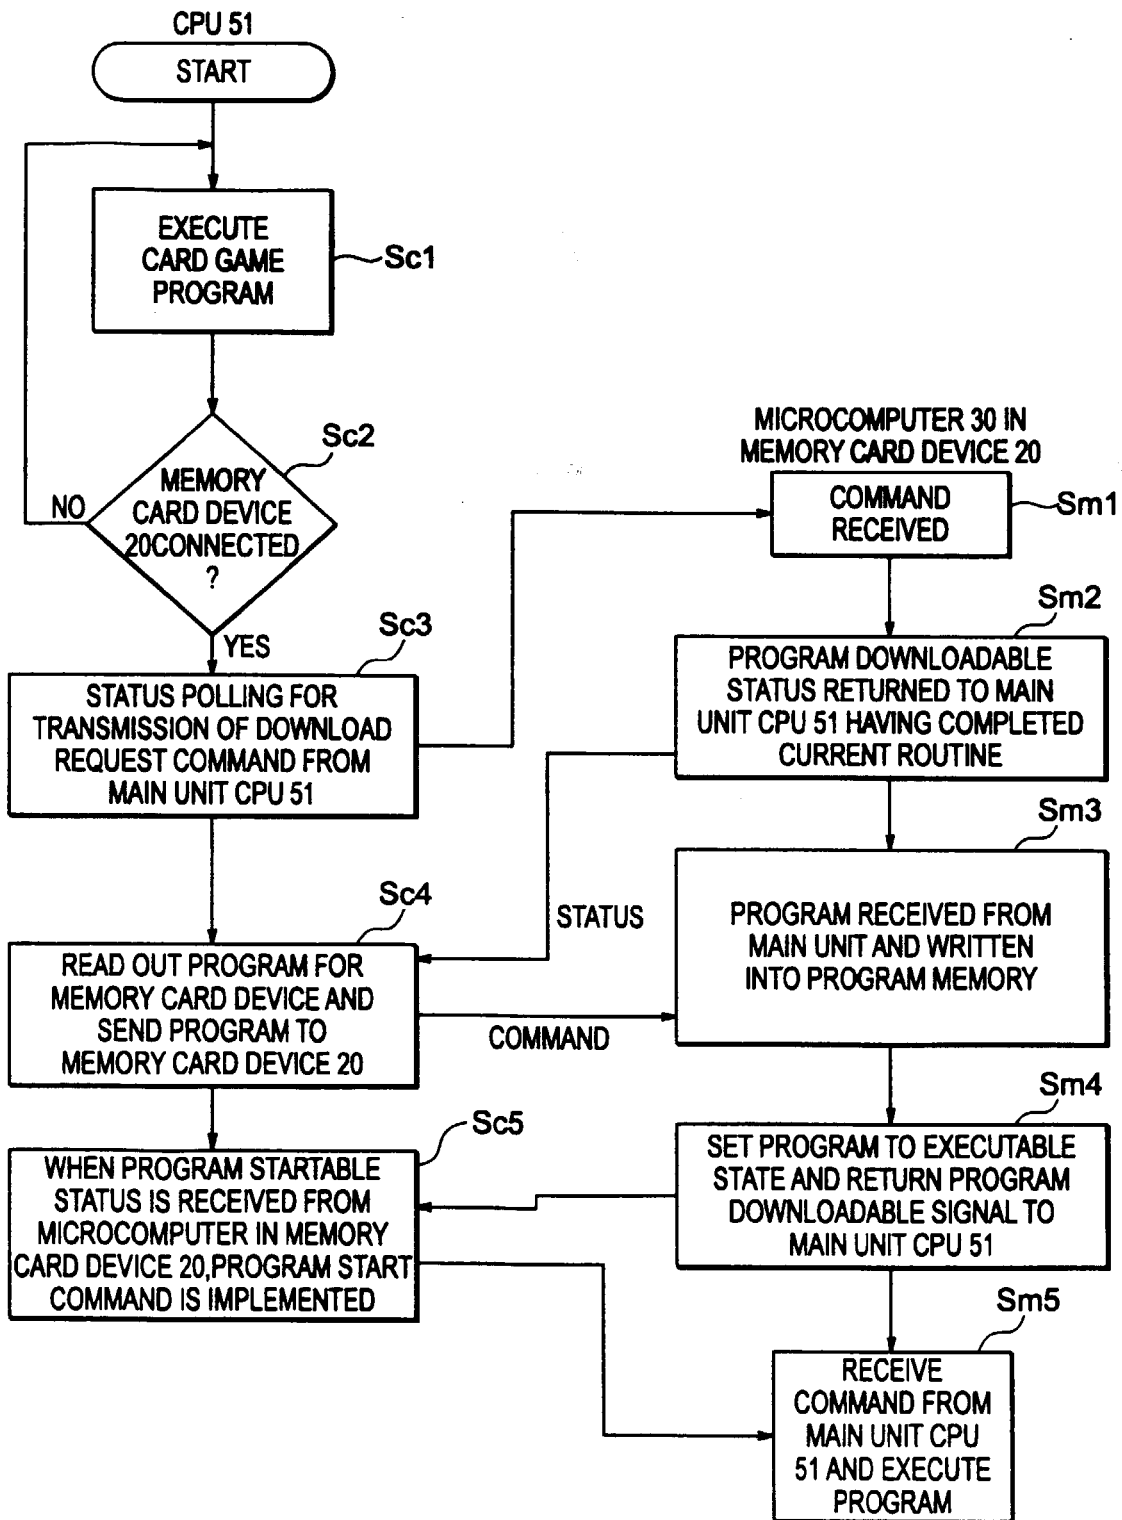 CPU 51
START
EXECUTE
CARD GAME
PROGRAM
Sc1
MEMORY
CARD DEVICE
20CONNECTED
?
Sc2
NO
YES
Sc3
STATUS POLLING FOR
TRANSMISSION OF DOWNLOAD
REQUEST COMMAND FROM
MAIN UNIT CPU 51
Sc4
READ OUT PROGRAM FOR
MEMORY CARD DEVICE AND
SEND PROGRAM TO
MEMORY CARD DEVICE 20
STATUS
COMMAND
Sc5
WHEN PROGRAM STARTABLE
STATUS IS RECEIVED FROM
MICROCOMPUTER IN MEMORY
CARD DEVICE 20,PROGRAM START
COMMAND IS IMPLEMENTED
MICROCOMPUTER 30 IN
MEMORY CARD DEVICE 20
COMMAND
RECEIVED
Sm1
Sm2
PROGRAM DOWNLOADABLE
STATUS RETURNED TO MAIN
UNIT CPU 51 HAVING COMPLETED
CURRENT ROUTINE
Sm3
PROGRAM RECEIVED FROM
MAIN UNIT AND WRITTEN
INTO PROGRAM MEMORY
Sm4
SET PROGRAM TO EXECUTABLE
STATE AND RETURN PROGRAM
DOWNLOADABLE SIGNAL TO
MAIN UNIT CPU 51
Sm5
RECEIVE
COMMAND FROM
MAIN UNIT CPU
51 AND EXECUTE
PROGRAM